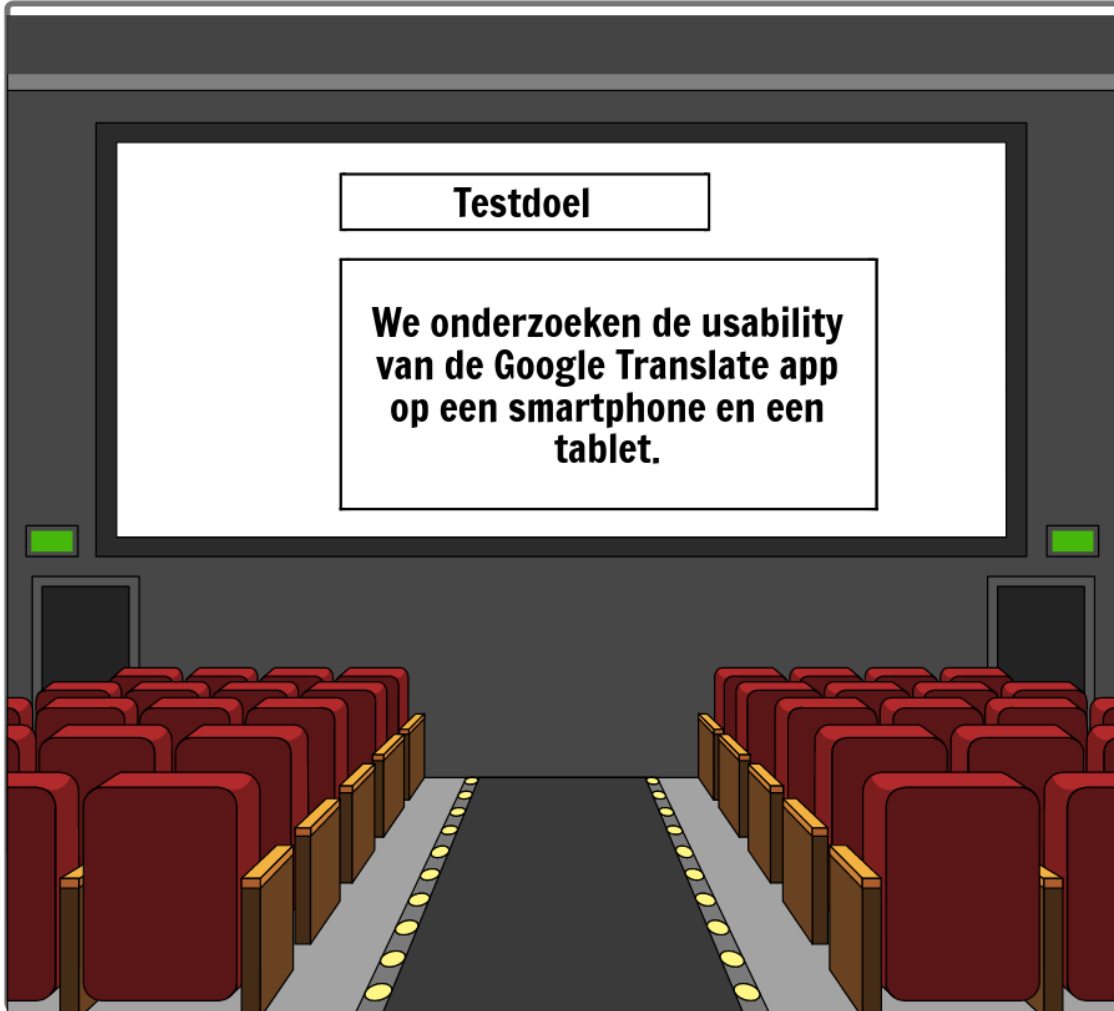 Testdoel
We onderzoeken de usability
van de Google Translate app
op een smartphone en een
tablet.